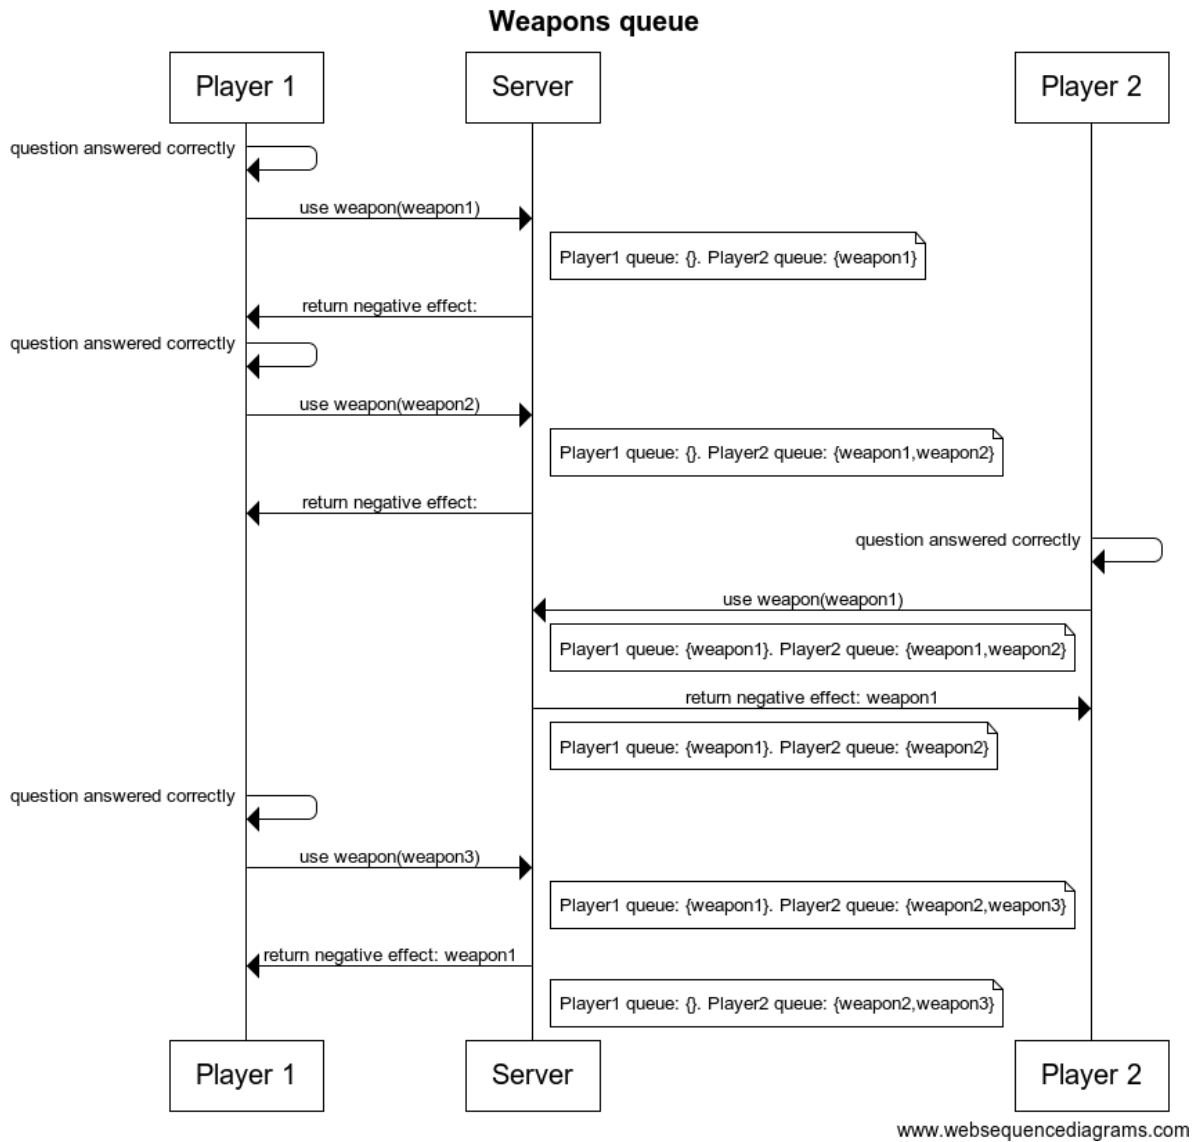 Weapons queue
Player 1
Server
Player 2
question answered correctly
use weapon(weapon1)
Player1 queue: {}. Player2 queue: {weapon1}
return negative effect:
question answered correctly
use weapon(weapon2)
Player1 queue: {}. Player2 queue: {weapon1,weapon2}
return negative effect:
question answered correctly
use weapon(weapon1)
Player1 queue: {weapon1}. Player2 queue: {weapon1,weapon2}
return negative effect: weapon1
Player1 queue: {weapon1}. Player2 queue: {weapon2}
question answered correctly
use weapon(weapon3)
Player1 queue: {weapon1}. Player2 queue: {weapon2,weapon3}
return negative effect: weapon1
Player1 queue: {}. Player2 queue: {weapon2,weapon3}
Player 1
Server
Player 2
www.websequencediagrams.com